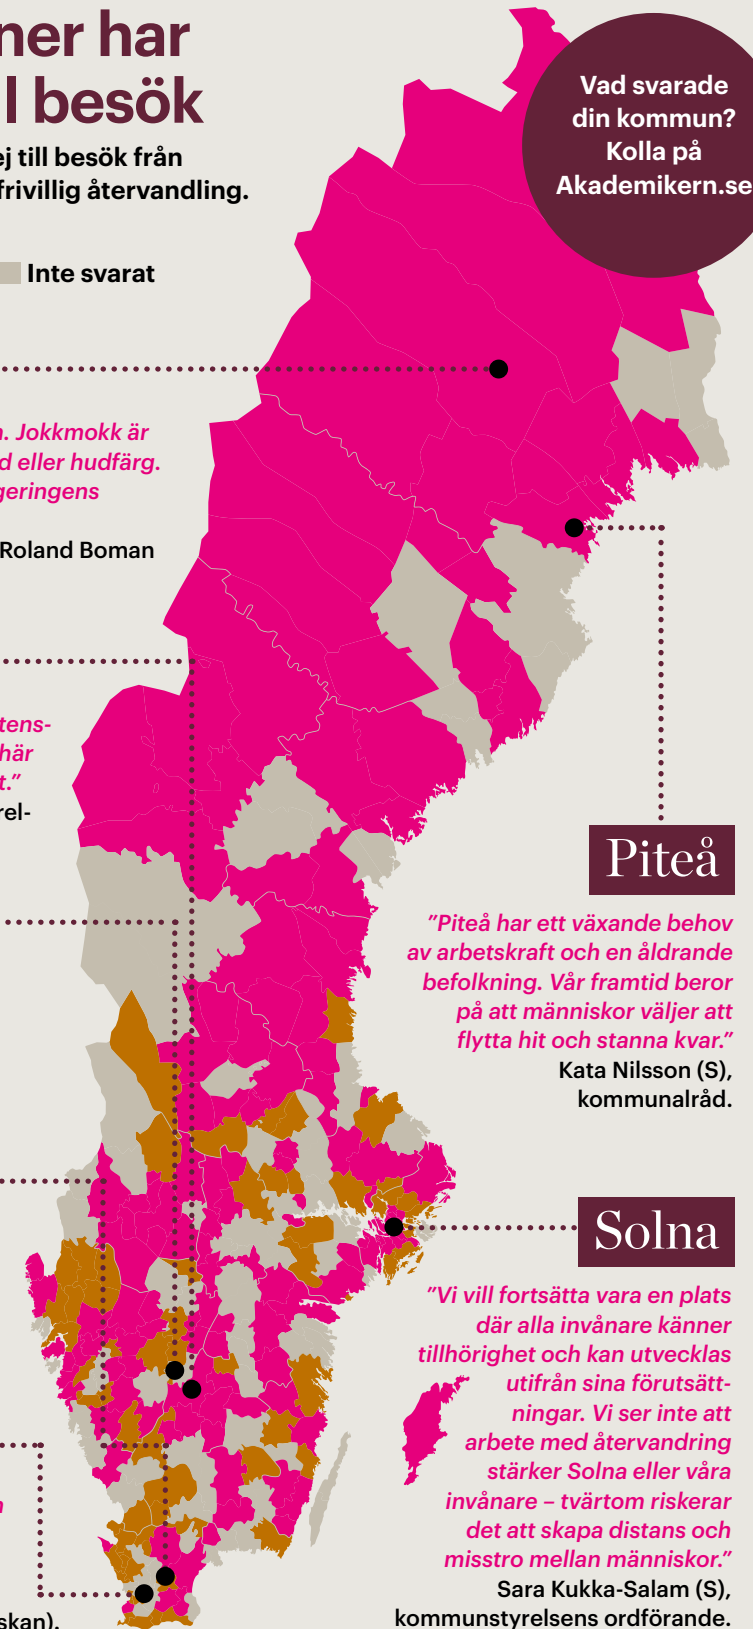 ner har
l besök
ej till besök från
frivillig återvandling.
Inte svarat
Vad svarade
din kommun?
Kolla på
Akademikern.se
. Jokkmokk är
d eller hudfärg.
geringens
Roland Boman
tens-
här
t.”
rel-
Piteå
”Piteå har ett växande behov
av arbetskraft och en åldrande
befolkning. Vår framtid beror
på att människor väljer att
flytta hit och stanna kvar.”
Kata Nilsson (S),
kommunalråd.
Solna
”Vi vill fortsätta vara en plats
där alla invånare känner
tillhörighet och kan utvecklas
utifrån sina förutsätt-
ningar. Vi ser inte att
arbete med återvandring
stärker Solna eller våra
invånare – tvärtom riskerar
det att skapa distans och
misstro mellan människor.”
Sara Kukka-Salam (S),
kommunstyrelsens ordförande.
skan).